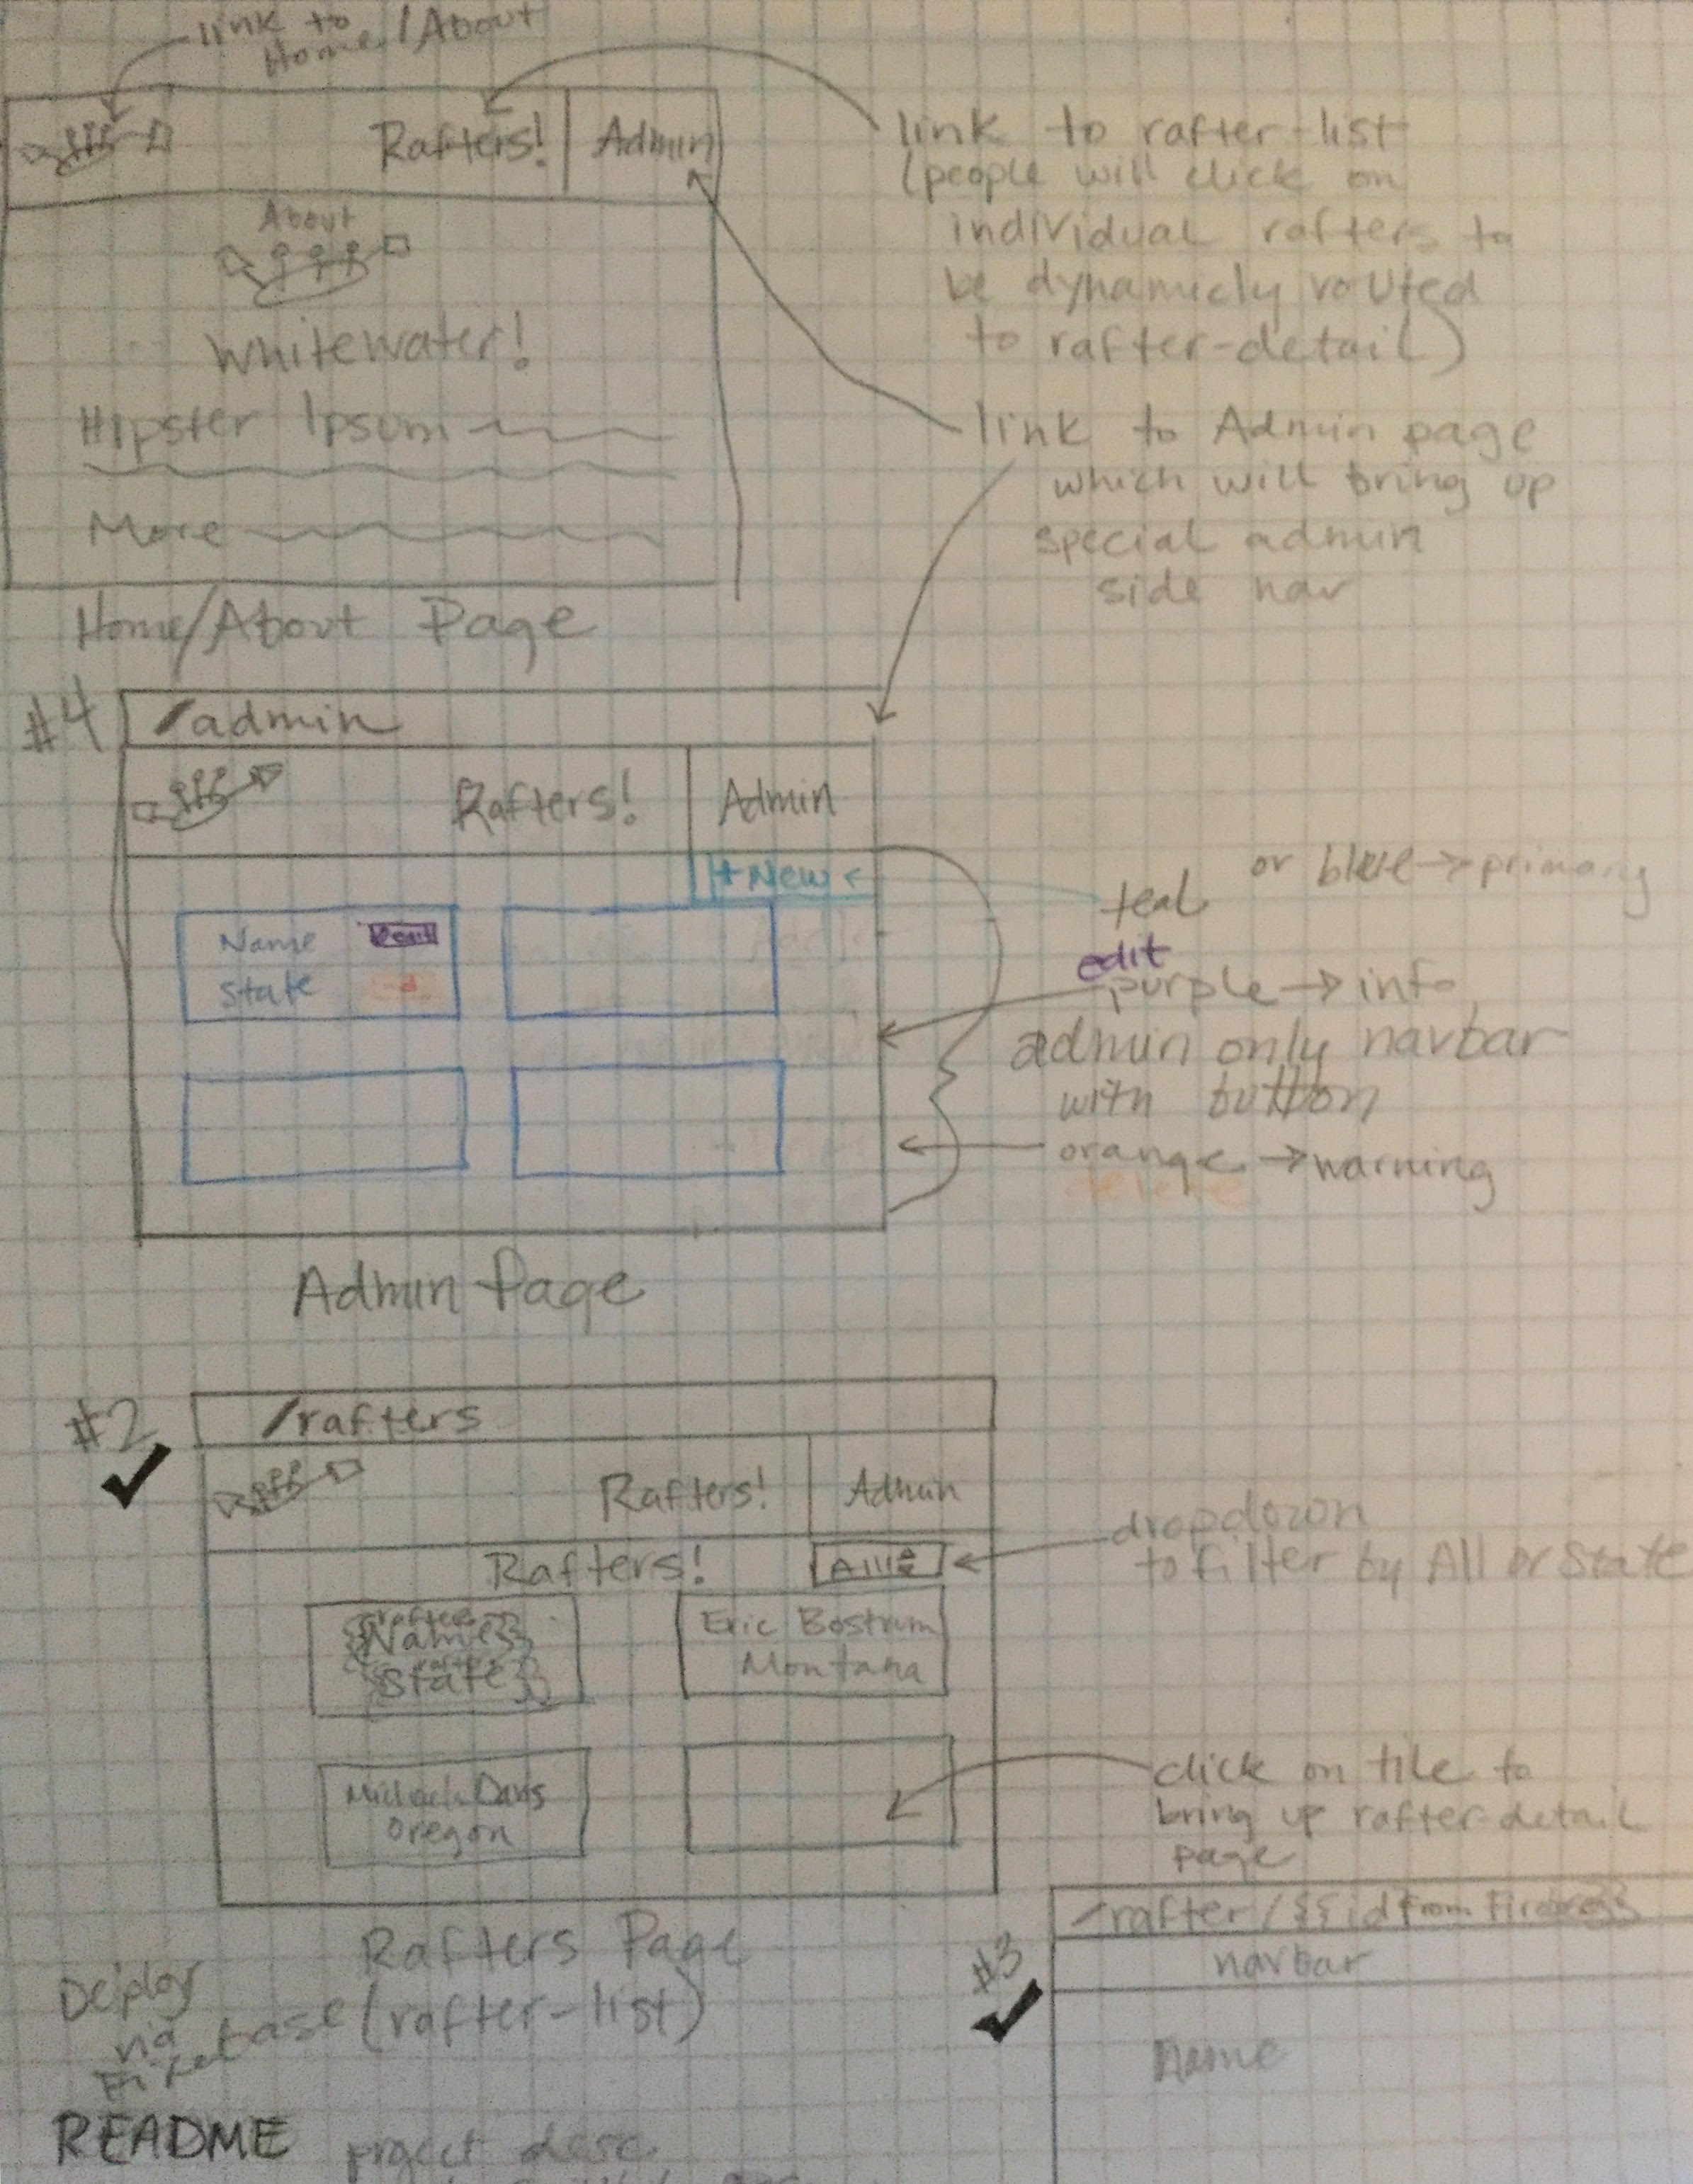 link to
Home/About
Rafters! Admin
link to rafter-list
(people will click on
individual rafters to
be dynamicly routed
to rafter-detail)
About
Whitewater!
Hipster Ipsum
More
link to Admin page
which will bring up
special admin
side nav
Home/About Page
#4
/admin
Rafters! Admin
+New
teal or blue → primary
Name
State
edit
purple → info
admin only navbar
with button
orange → warning
delete
Admin Page
#2
/rafters
Rafters! Admin
Rafters! All
dropdown
to filter by All or State
{{rafter.
Name}}
{{rafter.
State}}
Eric Bostrum
Montana
Davis
Oregon
click on tile to
bring up rafter-detail
page
Rafters Page
(rafter-list)
#3
/rafter/{{id from
navbar
Name
Deploy
via
Firebase
README project desc